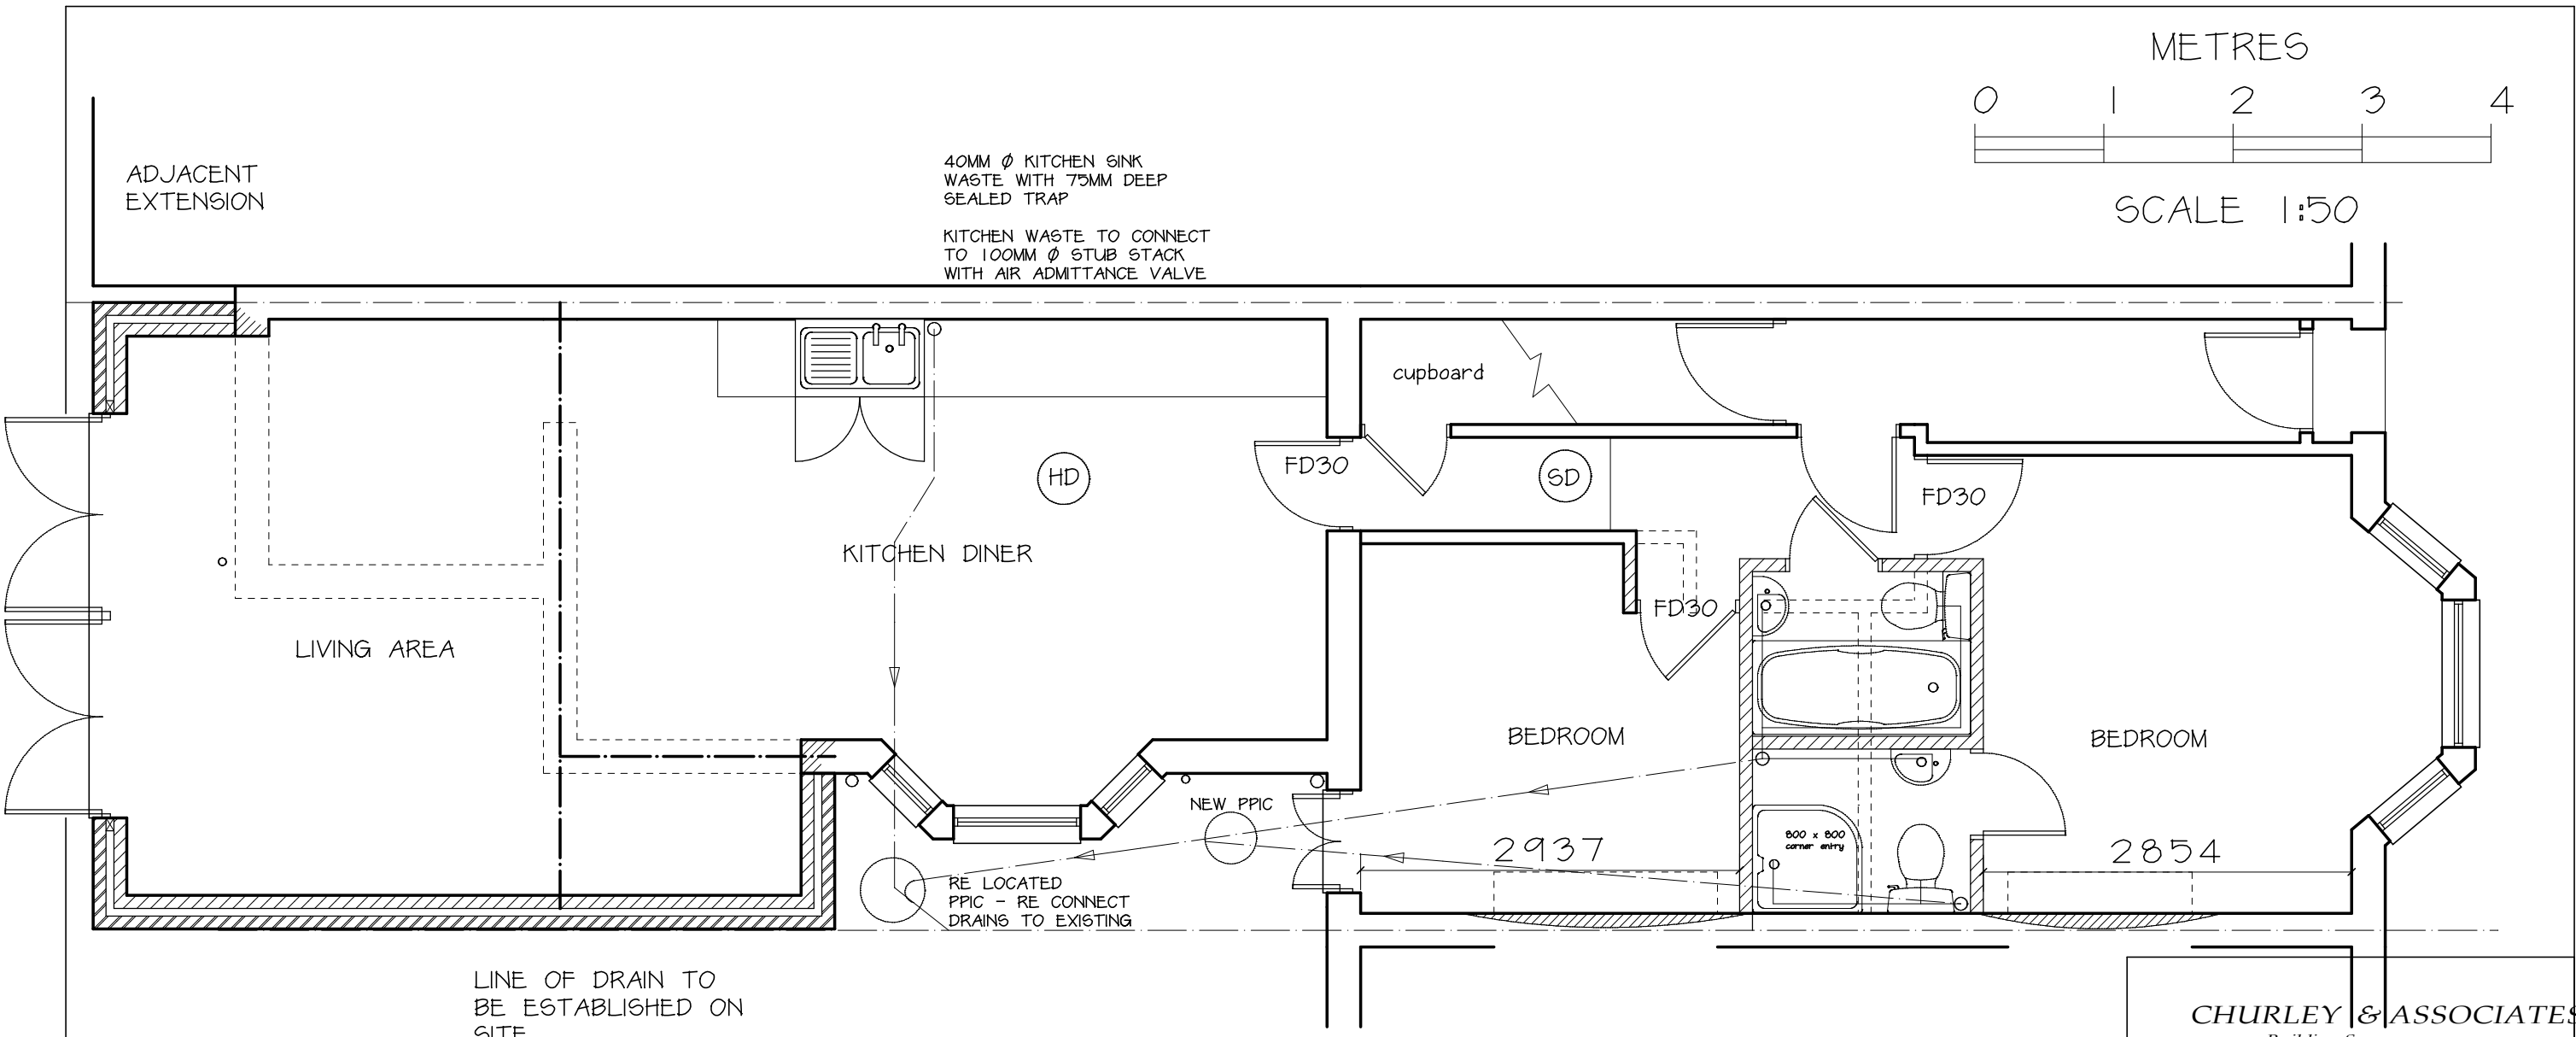 METRES
0 1 2 3 4
SCALE 1:50
ADJACENT
EXTENSION
40MM Ø KITCHEN SINK
WASTE WITH 75MM DEEP
SEALED TRAP
KITCHEN WASTE TO CONNECT
TO 100MM Ø STUB STACK
WITH AIR ADMITTANCE VALVE
cupboard
HD
FD30
SD
FD30
KITCHEN DINER
FD30
LIVING AREA
BEDROOM
BEDROOM
NEW PPIC
800 x 800
corner entry
2937
2854
RE LOCATED
PPIC - RE CONNECT
DRAINS TO EXISTING
LINE OF DRAIN TO
BE ESTABLISHED ON
SITE
CHURLEY & ASSOCIATES